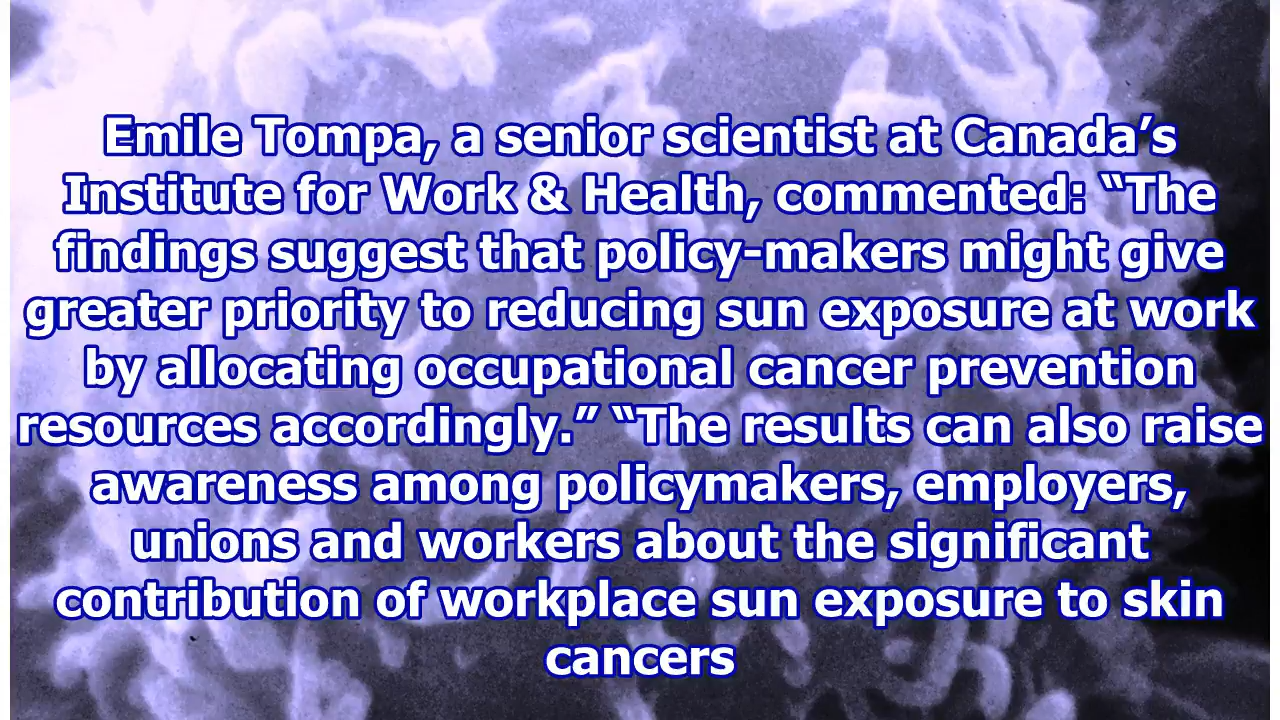 Emile Tompa, a senior scientist at Canada’s
Institute for Work & Health, commented: “The
findings suggest that policy-makers might give
greater priority to reducing sun exposure at work
by allocating occupational cancer prevention
resources accordingly.” “The results can also raise
awareness among policymakers, employers,
unions and workers about the significant
contribution of workplace sun exposure to skin
cancers